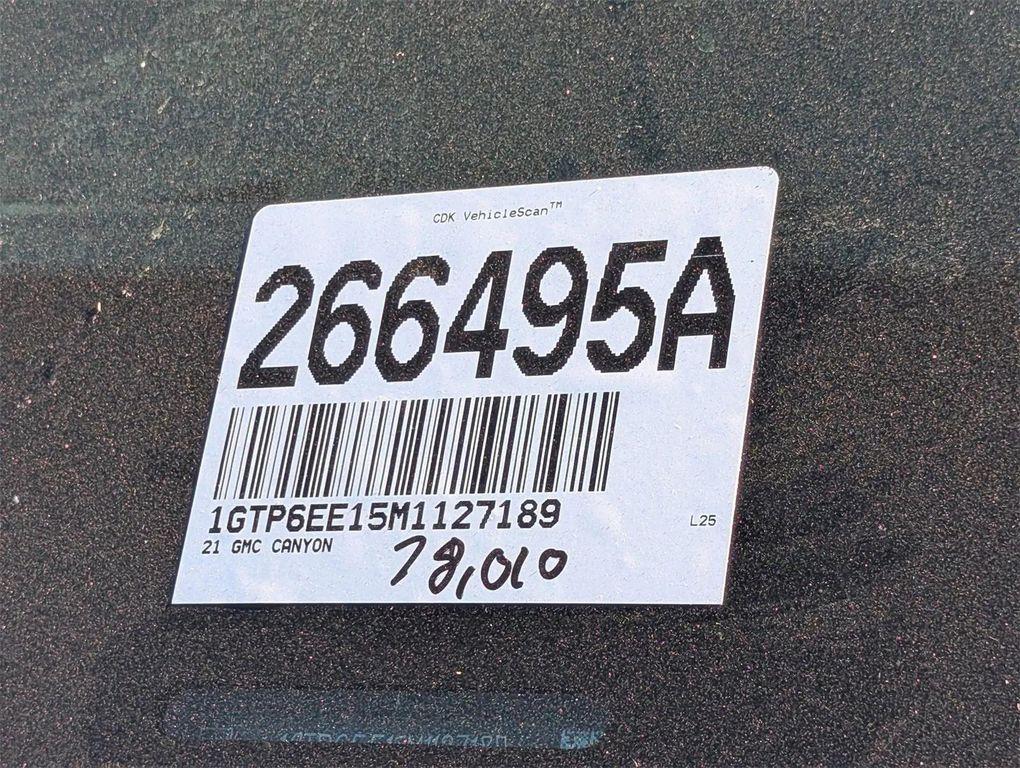 CDK VehicleScan™
266495A
1GTP6EE15M1127189
L25
21 GMC CANYON
78,010